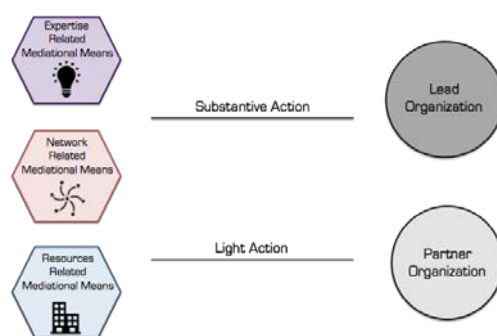 Expertise
Related
Mediational Means
Network
Related
Mediational Means
Resources
Related
Mediational Means
Substantive Action
Light Action
Lead
Organization
Partner
Organization